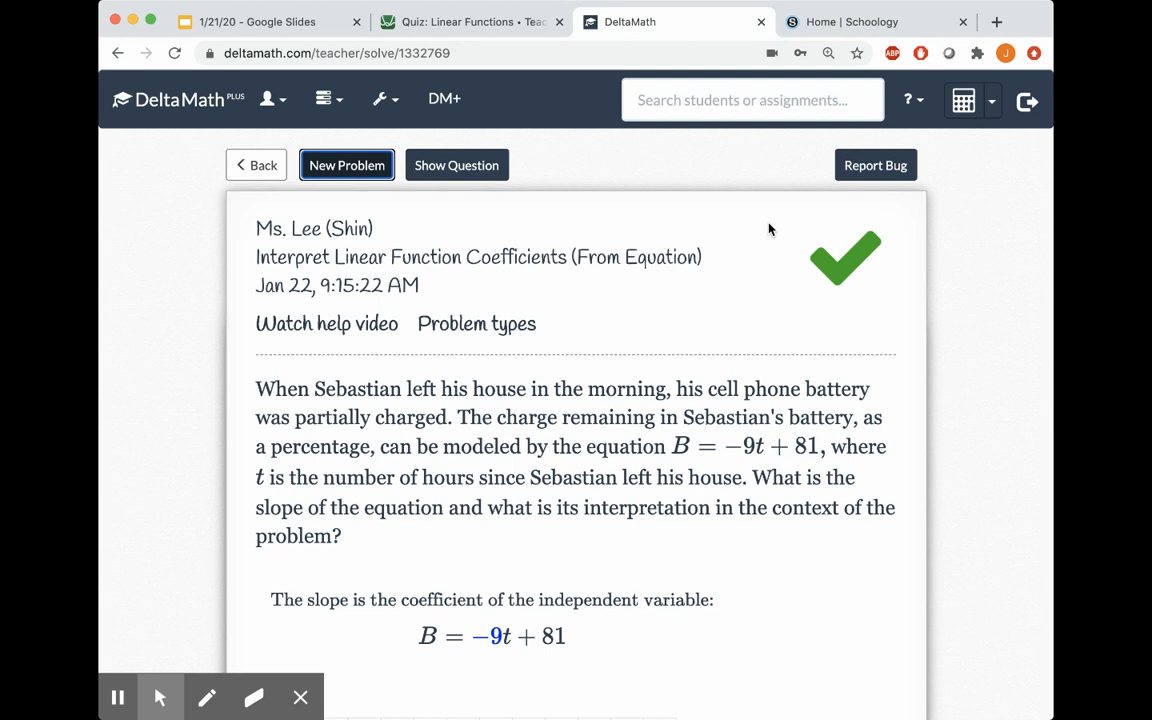 1/21/20 - Google Slides
Quiz: Linear Functions • Teac
DeltaMath
Home | Schoology
deltamath.com/teacher/solve/1332769
ABP
J
DeltaMath PLUS
DM+
Search students or assignments...
?
Back
New Problem
Show Question
Report Bug
Ms. Lee (Shin)
Interpret Linear Function Coefficients (From Equation)
Jan 22, 9:15:22 AM
Watch help video Problem types
When Sebastian left his house in the morning, his cell phone battery
was partially charged. The charge remaining in Sebastian's battery, as
a percentage, can be modeled by the equation B = −9t + 81, where
t is the number of hours since Sebastian left his house. What is the
slope of the equation and what is its interpretation in the context of the
problem?
The slope is the coefficient of the independent variable:
B = −9t + 81